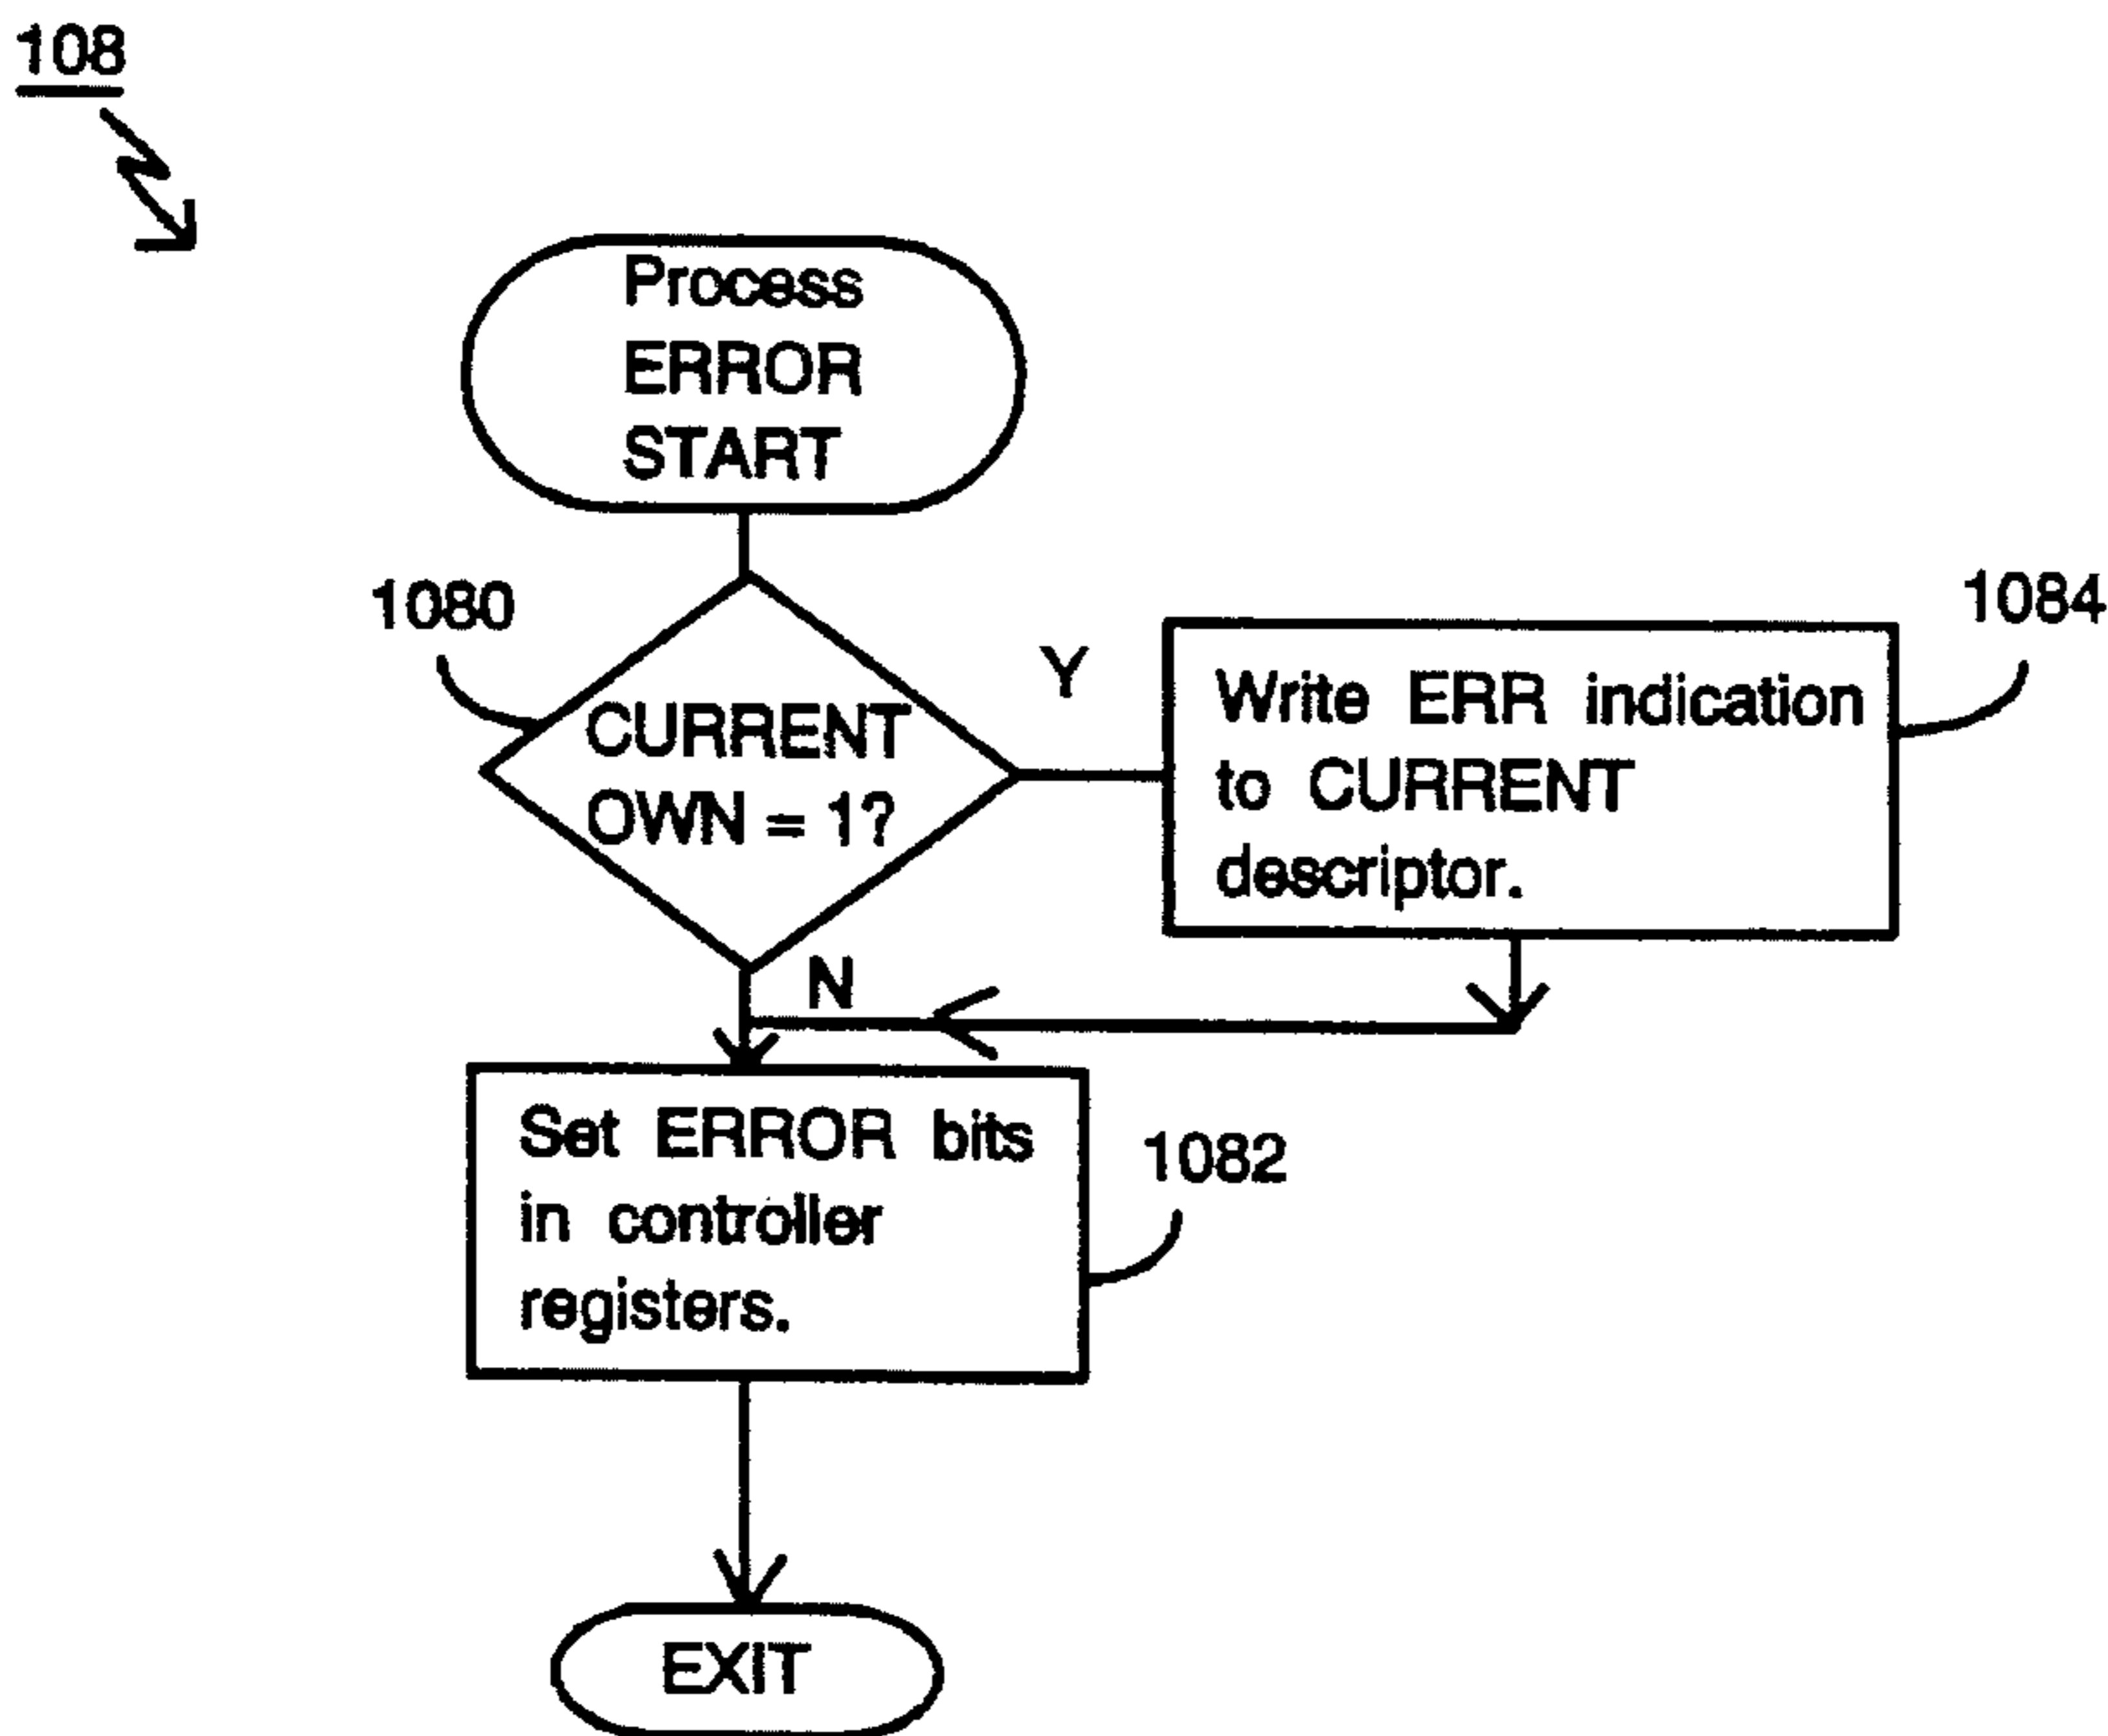 108
Process
ERROR
START
1080
CURRENT
OWN = 1?
Y
1084
Write ERR indication
to CURRENT
descriptor.
N
Set ERROR bits
in controller
registers.
1082
EXIT